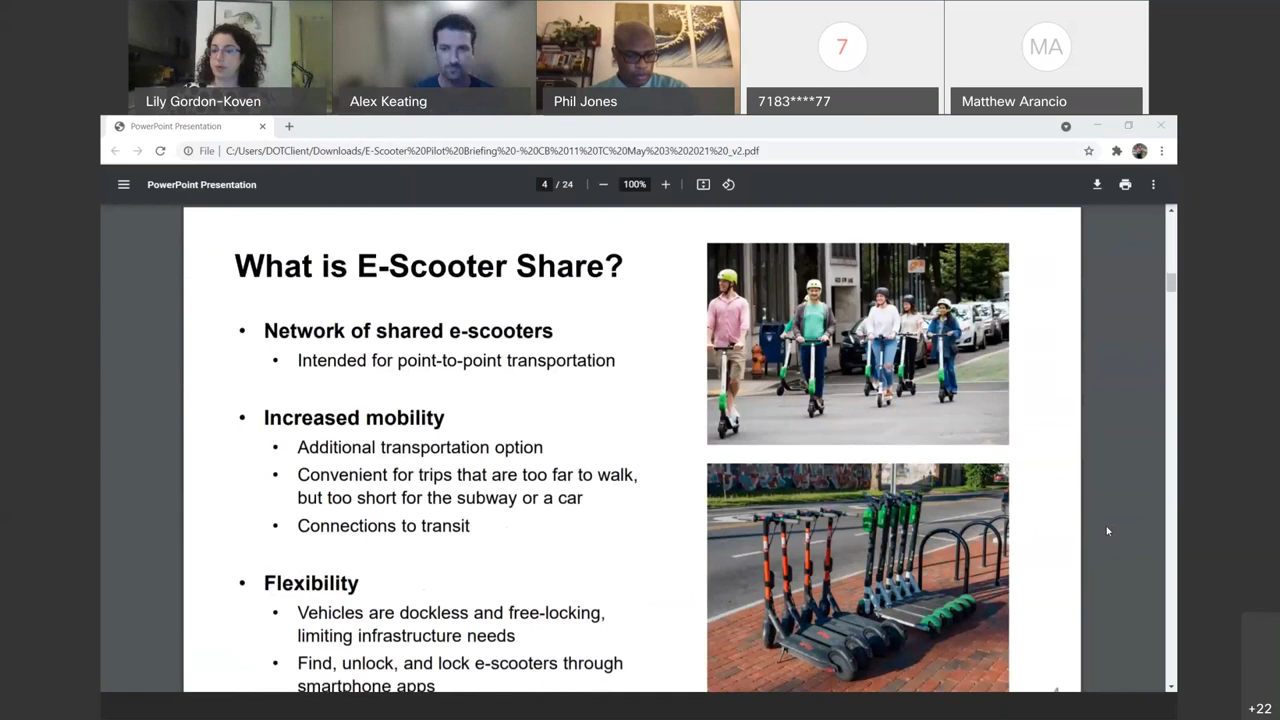 Lily Gordon-Koven
Alex Keating
Phil Jones
7
7183****77
MA
Matthew Arancio
PowerPoint Presentation
File | C:/Users/DOTClient/Downloads/E-Scooter%20Pilot%20Briefing%20-%20CB%2011%20TC%20May%203%202021%20_v2.pdf
PowerPoint Presentation
4 / 24
100%
What is E-Scooter Share?
• Network of shared e-scooters
• Intended for point-to-point transportation
• Increased mobility
• Additional transportation option
• Convenient for trips that are too far to walk,
but too short for the subway or a car
• Connections to transit
• Flexibility
• Vehicles are dockless and free-locking,
limiting infrastructure needs
• Find, unlock, and lock e-scooters through
smartphone apps
+22